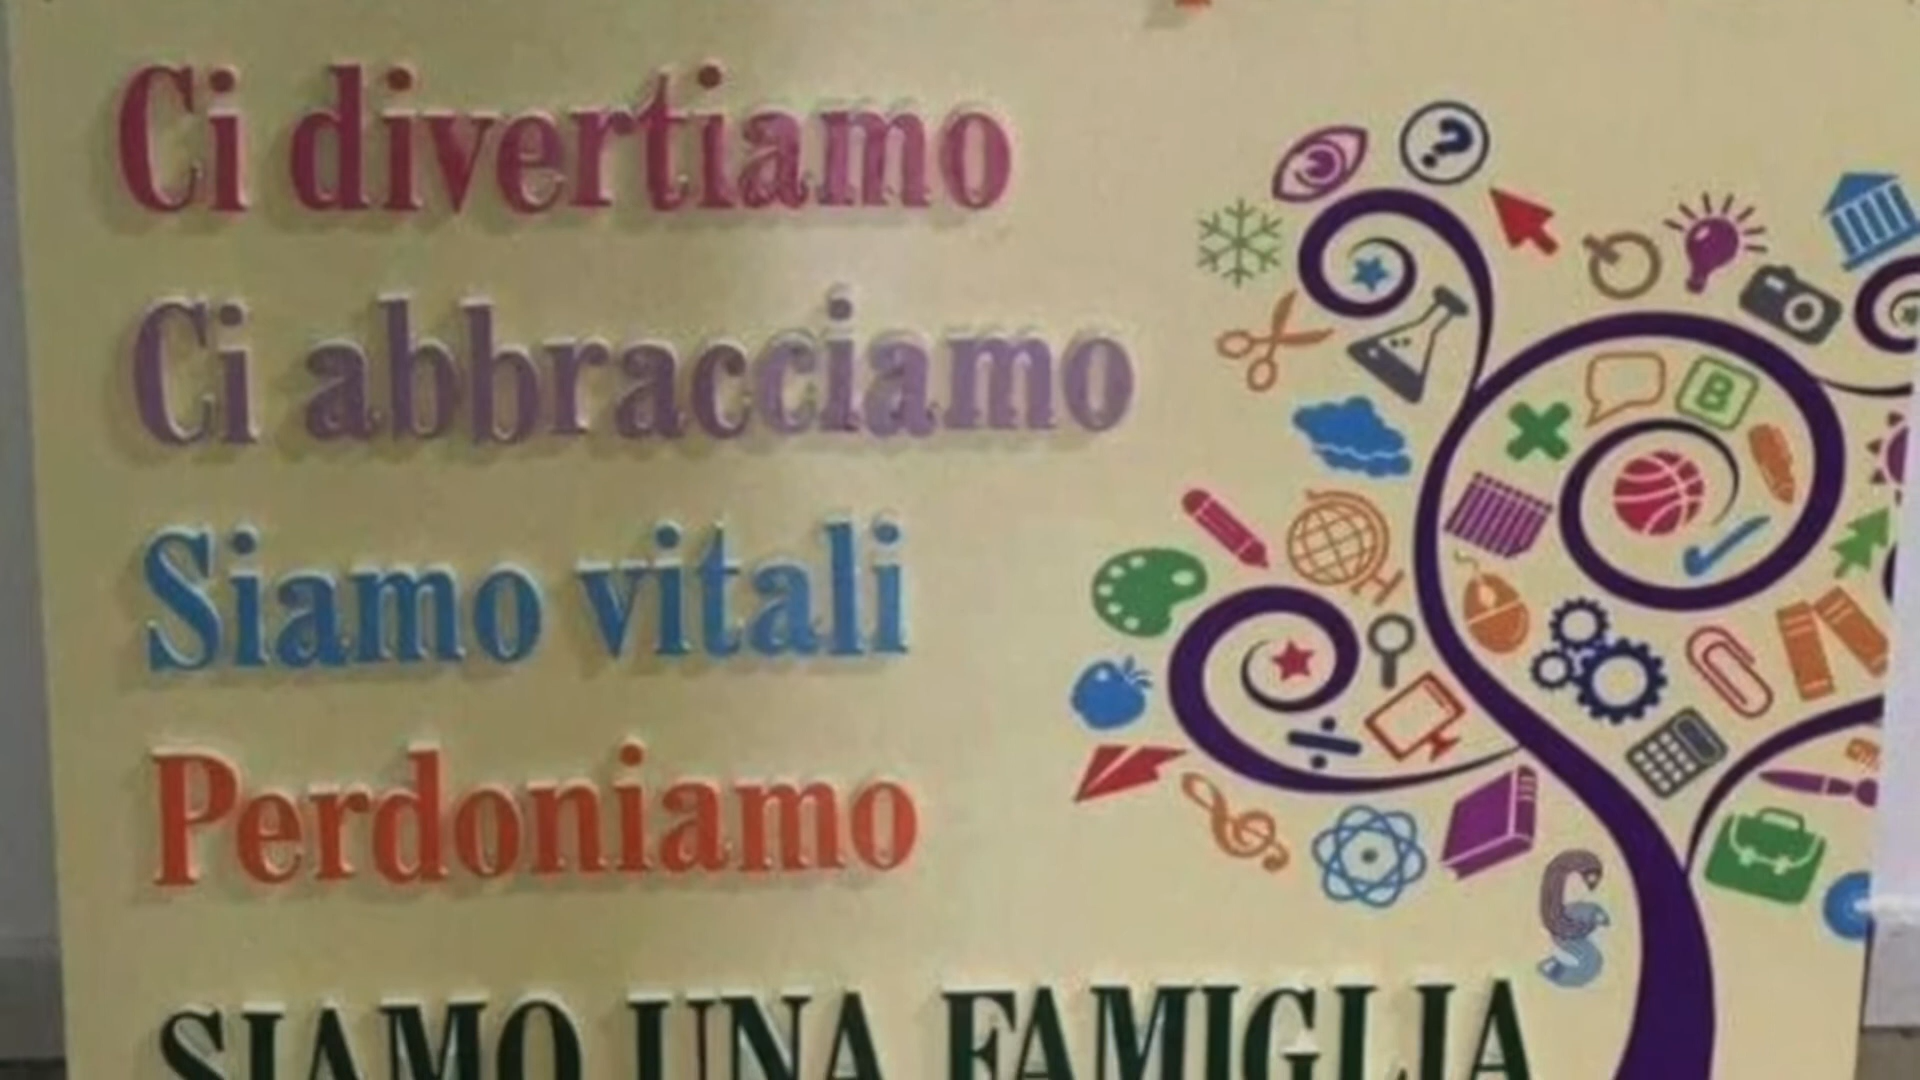 Ci divertiamo
Ci abbracciamo
Siamo vitali
Perdoniamo
SIAMO UNA FAMIGLIA
B